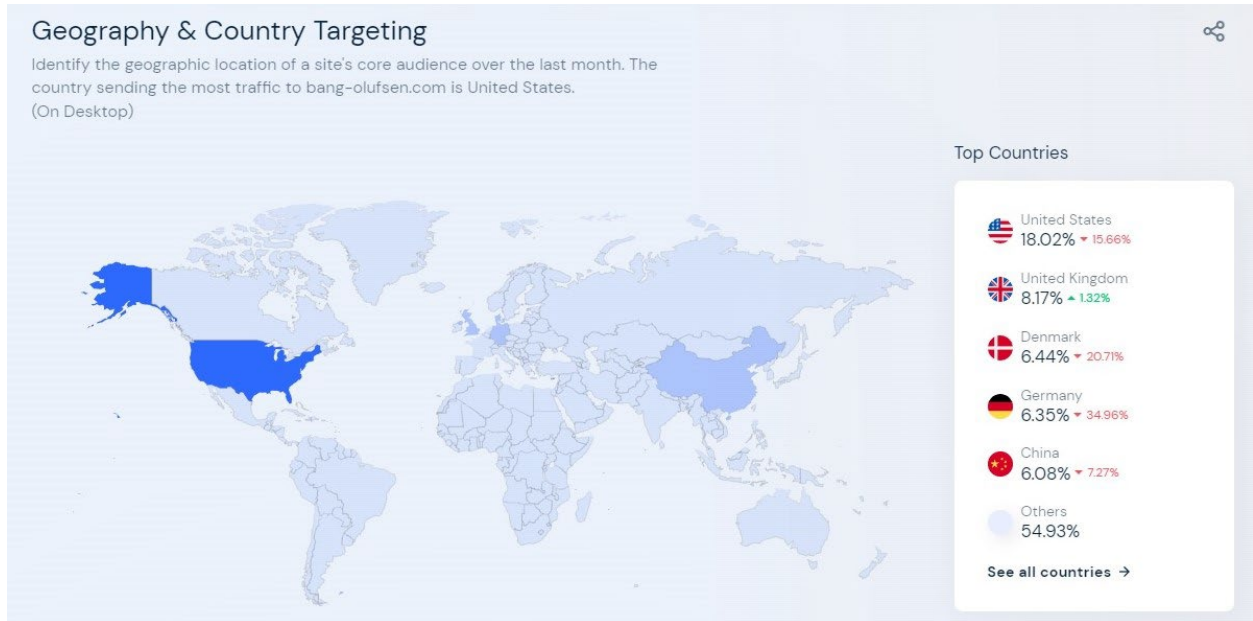 Geography & Country Targeting
Identify the geographic location of a site's core audience over the last month. The
country sending the most traffic to bang-olufsen.com is United States.
(On Desktop)
Top Countries
United States
18.02% ▼ 15.66%
United Kingdom
8.17% ▲ 1.32%
Denmark
6.44% ▼ 20.71%
Germany
6.35% ▼ 34.96%
China
6.08% ▼ 7.27%
Others
54.93%
See all countries →